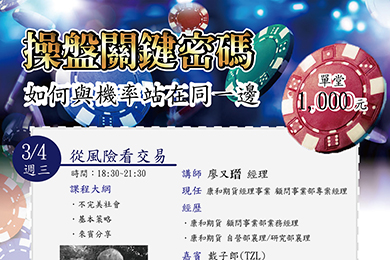 操盤關鍵密碼
如何與機率站在同一邊
單堂
1,000元
3/4
週三
從風險看交易
時間：18:30-21:30
課程大綱
・不完美社會
・基本策略
・來賓分享
講師 廖又瑨 經理
現任 康和期貨經理事業 顧問事業部專業經理
經歷
・康和期貨 顧問事業部業務經理
・康和期貨 自營部襄理/研究部襄理
嘉賓 戴子郎(TZL)